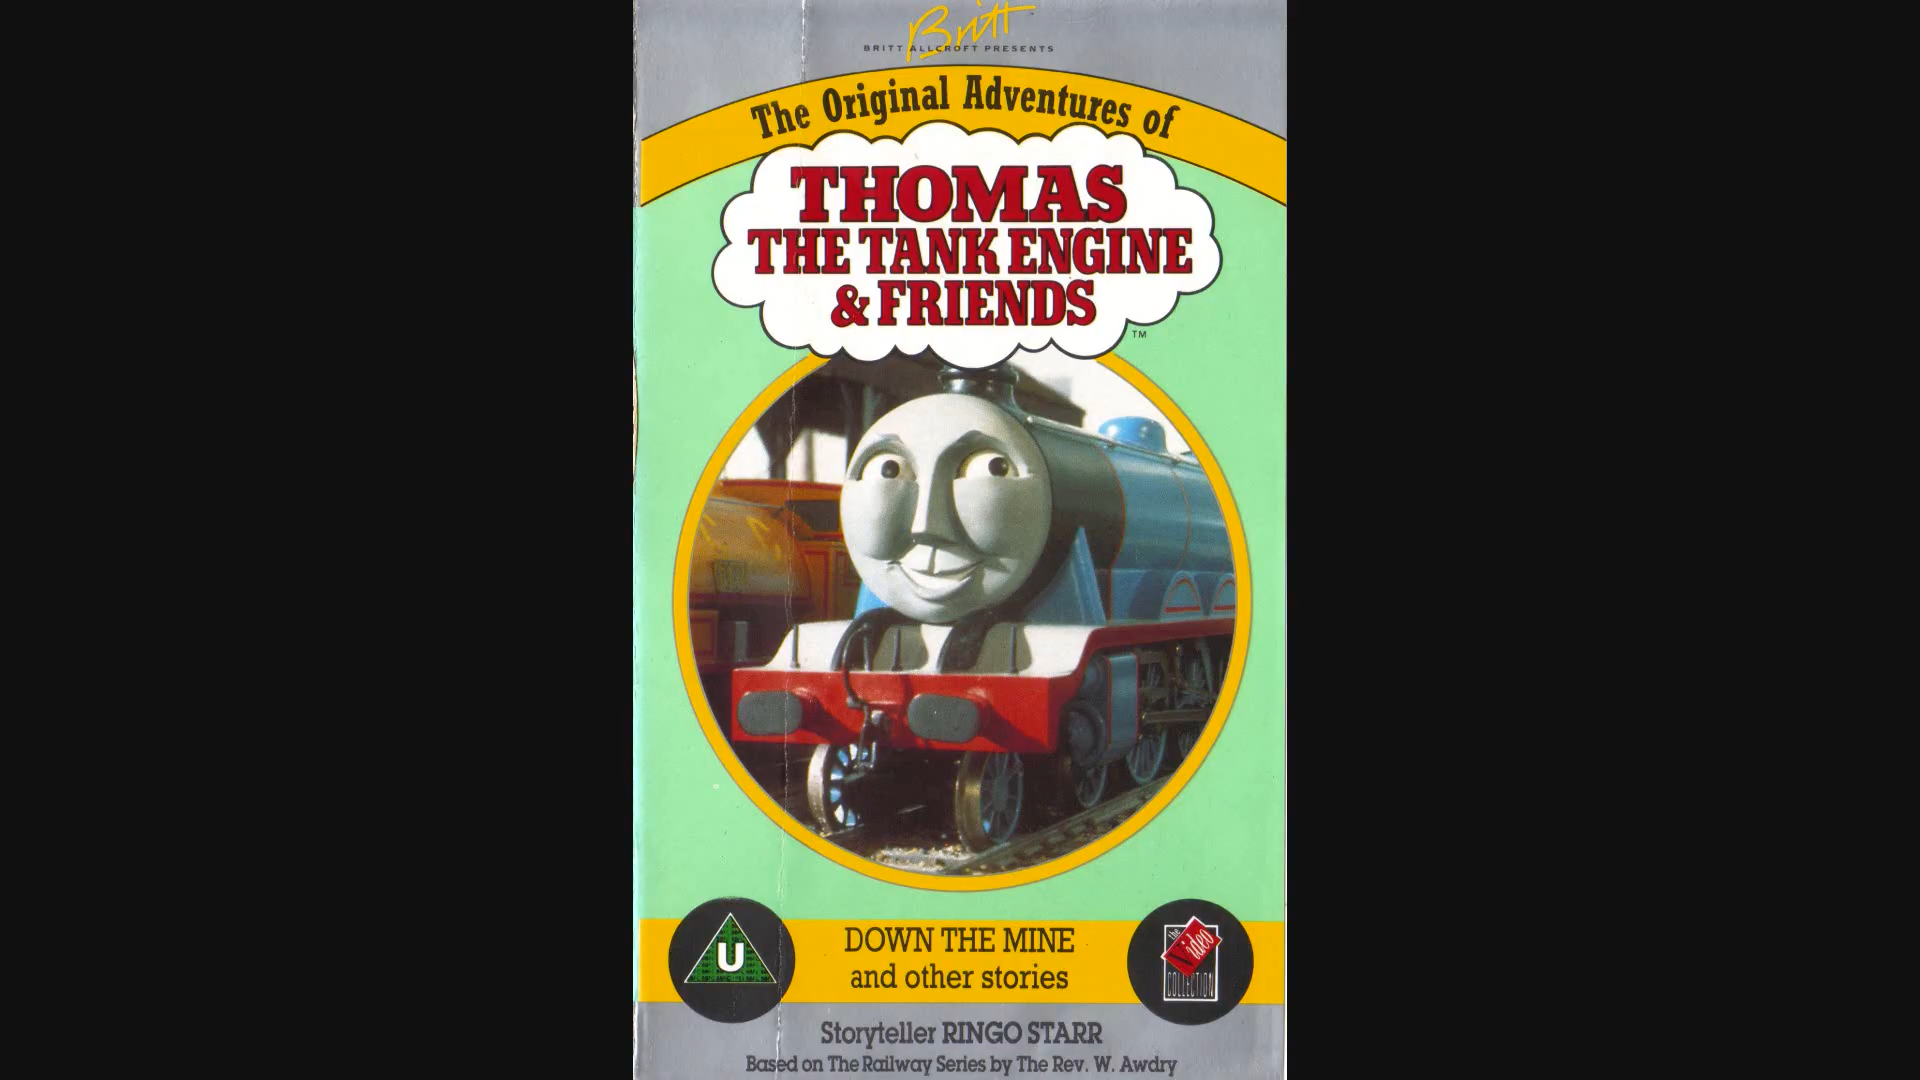 Britt
BRITT ALLCROFT PRESENTS
The Original Adventures of
THOMAS
THE TANK ENGINE
& FRIENDS
TM
U
DOWN THE MINE
and other stories
the
Video
COLLECTION
Storyteller RINGO STARR
Based on The Railway Series by The Rev. W. Awdry